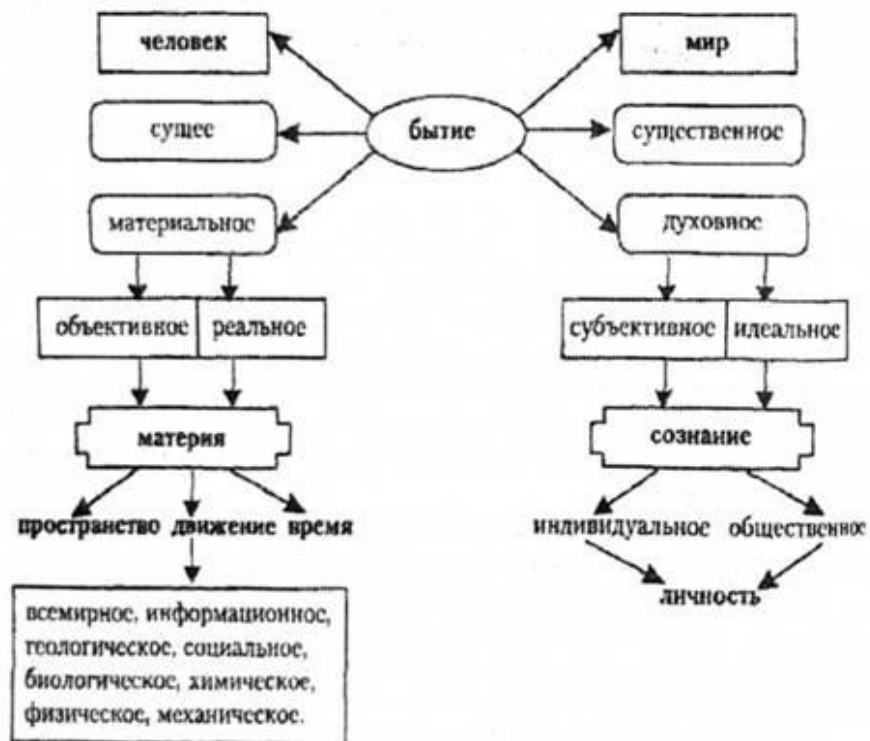 человек
мир
бытие
сущее
существенное
материальное
духовное
объективное
реальное
субъективное
идеальное
материя
сознание
пространство движение время
индивидуальное общественное
личность
всемирное, информационное,
геологическое, социальное,
биологическое, химическое,
физическое, механическое.